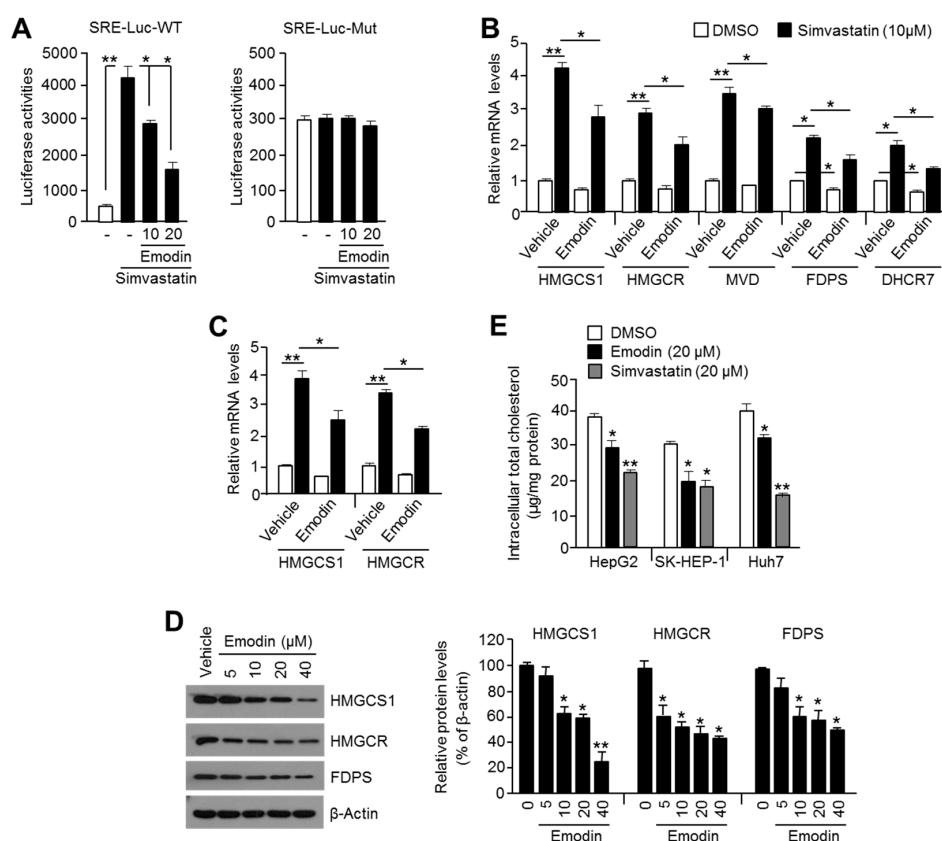 A
SRE-Luc-WT
SRE-Luc-Mut
Luciferase activities
5000
4000
3000
2000
1000
0
** * *
- - 10 20
Emodin
Simvastatin
Luciferase activities
500
400
300
200
100
0
- - 10 20
Emodin
Simvastatin
B
DMSO
Simvastatin (10μM)
Relative mRNA levels
5
4
3
2
1
0
** *
** *
** *
* * *
* * *
Vehicle Emodin Vehicle Emodin Vehicle Emodin Vehicle Emodin Vehicle Emodin
HMGCS1 HMGCR MVD FDPS DHCR7
C
Relative mRNA levels
5
4
3
2
1
0
** *
** *
Vehicle Emodin Vehicle Emodin
HMGCS1 HMGCR
E
DMSO
Emodin (20 μM)
Simvastatin (20 μM)
Intracellular total cholesterol
(μg/mg protein)
50
40
30
20
10
0
* **
* *
* **
HepG2 SK-HEP-1 Huh7
D
Vehicle
Emodin (μM)
5 10 20 40
HMGCS1
HMGCR
FDPS
β-Actin
HMGCS1 HMGCR FDPS
Relative protein levels
(% of β-actin)
120
100
80
60
40
20
0
* * **
* * * *
* * *
0 5 10 20 40 0 5 10 20 40 0 5 10 20 40
Emodin Emodin Emodin